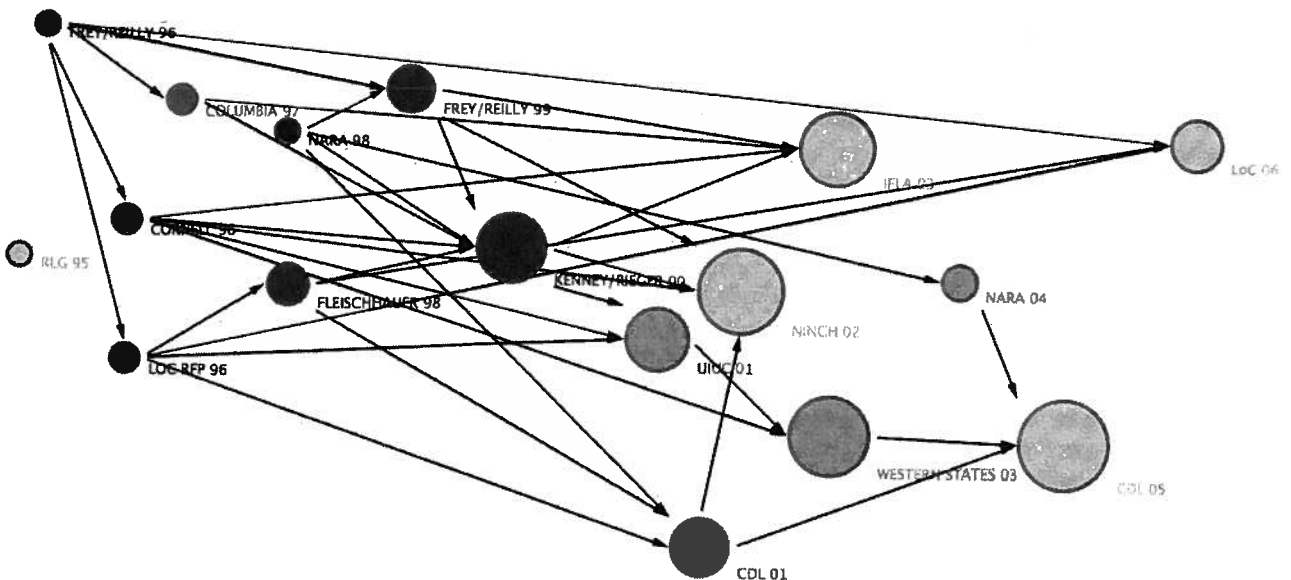 FREY/REILLY 96
COLUMBIA 97
FREY/REILLY 99
NARA 98
LOC 06
IFLA 03
CORNELL 96
RLG 95
KENNEY/RIEGER 00
FLEISCHHAUER 98
NARA 04
NINCH 02
LOC RFP 96
UIUC 01
WESTERN STATES 03
CDL 05
CDL 01